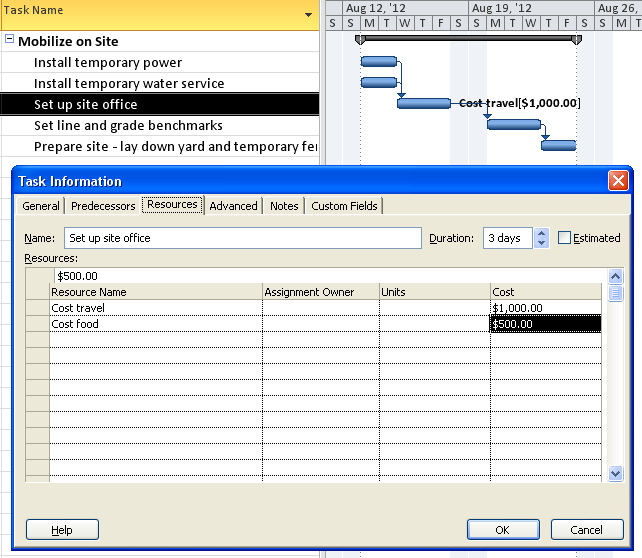 Task Name
Aug 12, '12 Aug 19, '12 Aug 26,
S S M T W T F S S M T W T F S S M T
Mobilize on Site
Install temporary power
Install temporary water service
Set up site office
Cost travel[$1,000.00]
Set line and grade benchmarks
Prepare site - lay down yard and temporary fe
Task Information
General Predecessors Resources Advanced Notes Custom Fields
Name: Set up site office Duration: 3 days Estimated
Resources:
$500.00
Resource Name Assignment Owner Units Cost
Cost travel $1,000.00
Cost food $500.00
Help OK Cancel